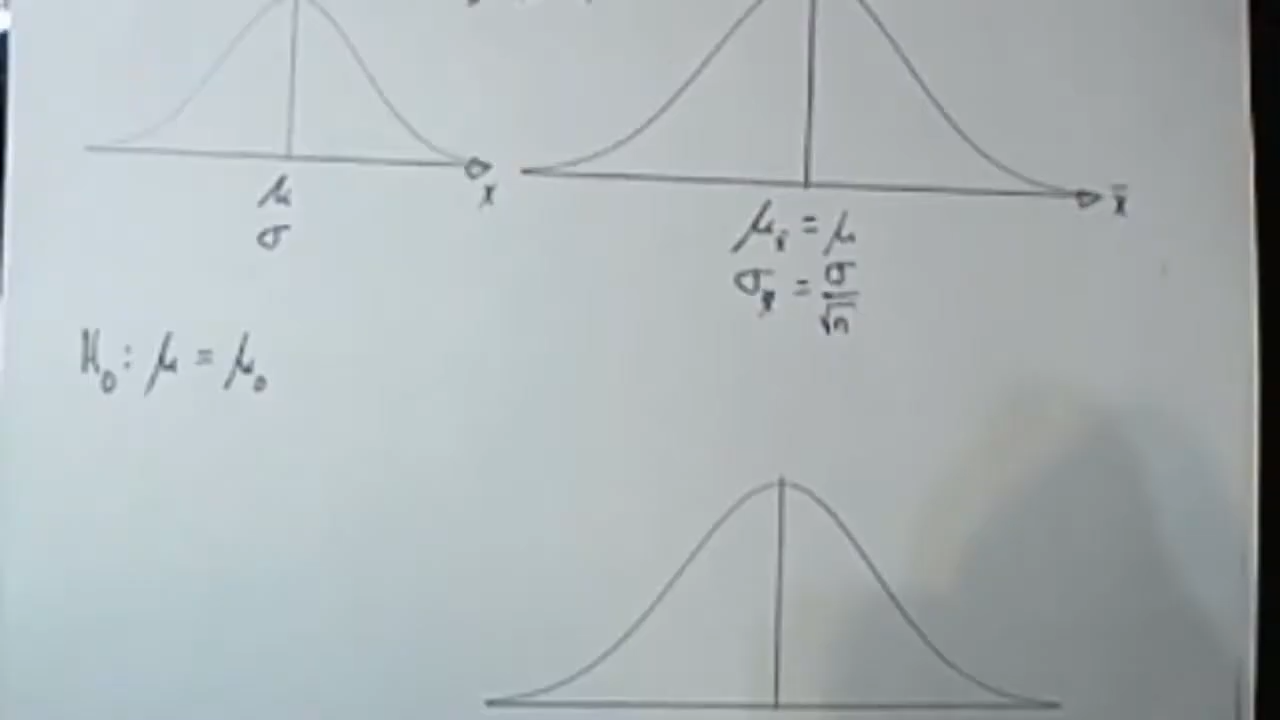 μ
σ
x
μx̄ = μ
σx̄ = σ/√n
x̄
H₀: μ = μ₀